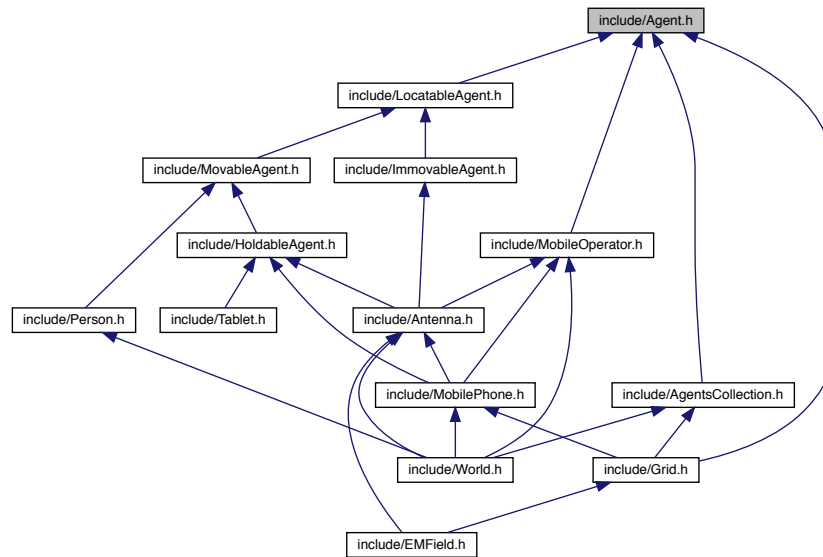 include/Agent.h
include/LocatableAgent.h
include/MovableAgent.h
include/ImmovableAgent.h
include/HoldableAgent.h
include/MobileOperator.h
include/Person.h
include/Tablet.h
include/Antenna.h
include/MobilePhone.h
include/AgentsCollection.h
include/World.h
include/Grid.h
include/EMField.h